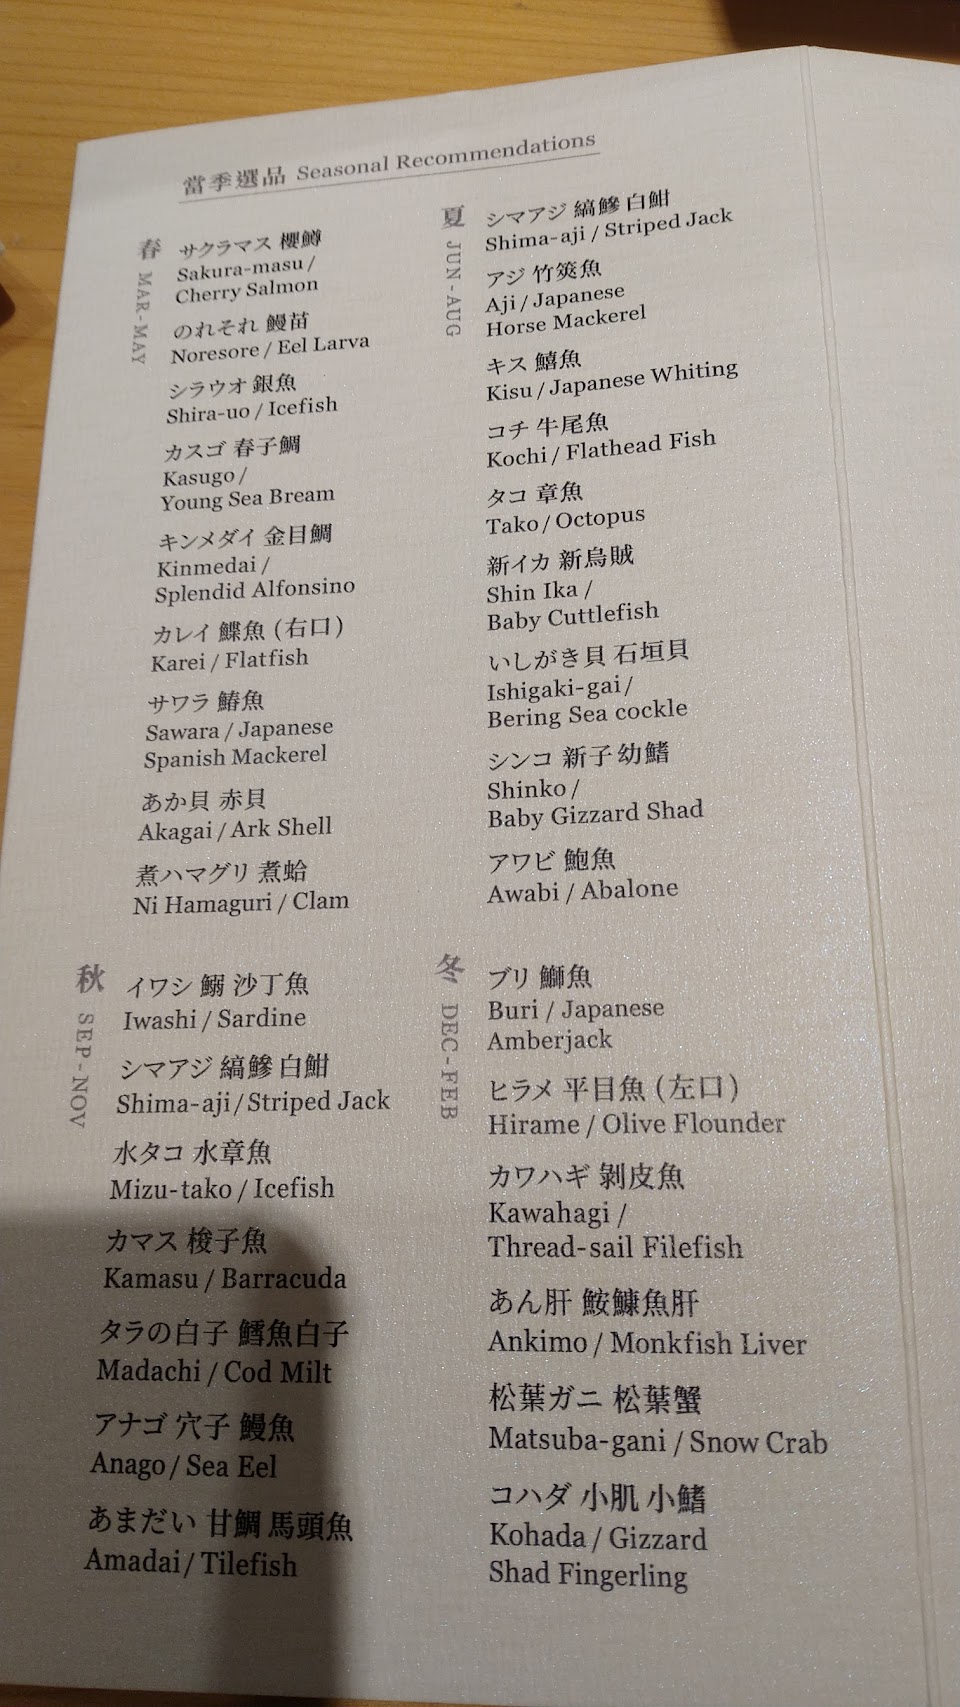 當季選品 Seasonal Recommendations
春
MAR-MAY
サクラマス 櫻鱒
Sakura-masu /
Cherry Salmon
のれそれ 鰻苗
Noresore / Eel Larva
シラウオ 銀魚
Shira-uo / Icefish
カスゴ 春子鯛
Kasugo /
Young Sea Bream
キンメダイ 金目鯛
Kinmedai /
Splendid Alfonsino
カレイ 鰈魚 (右口)
Karei / Flatfish
サワラ 鰆魚
Sawara / Japanese
Spanish Mackerel
あか貝 赤貝
Akagai / Ark Shell
煮ハマグリ 煮蛤
Ni Hamaguri / Clam
夏
JUN-AUG
シマアジ 縞鰺 白魽
Shima-aji / Striped Jack
アジ 竹筴魚
Aji / Japanese
Horse Mackerel
キス 鱚魚
Kisu / Japanese Whiting
コチ 牛尾魚
Kochi / Flathead Fish
タコ 章魚
Tako / Octopus
新イカ 新烏賊
Shin Ika /
Baby Cuttlefish
いしがき貝 石垣貝
Ishigaki-gai /
Bering Sea cockle
シンコ 新子 幼鰭
Shinko /
Baby Gizzard Shad
アワビ 鮑魚
Awabi / Abalone
秋
SEP-NOV
イワシ 鰯 沙丁魚
Iwashi / Sardine
シマアジ 縞鰺 白魽
Shima-aji / Striped Jack
水タコ 水章魚
Mizu-tako / Icefish
カマス 梭子魚
Kamasu / Barracuda
タラの白子 鱈魚白子
Madachi / Cod Milt
アナゴ 穴子 鰻魚
Anago / Sea Eel
あまだい 甘鯛 馬頭魚
Amadai / Tilefish
冬
DEC-FEB
ブリ 鰤魚
Buri / Japanese
Amberjack
ヒラメ 平目魚 (左口)
Hirame / Olive Flounder
カワハギ 剝皮魚
Kawahagi /
Thread-sail Filefish
あん肝 鮟鱇魚肝
Ankimo / Monkfish Liver
松葉ガニ 松葉蟹
Matsuba-gani / Snow Crab
コハダ 小肌 小鰭
Kohada / Gizzard
Shad Fingerling